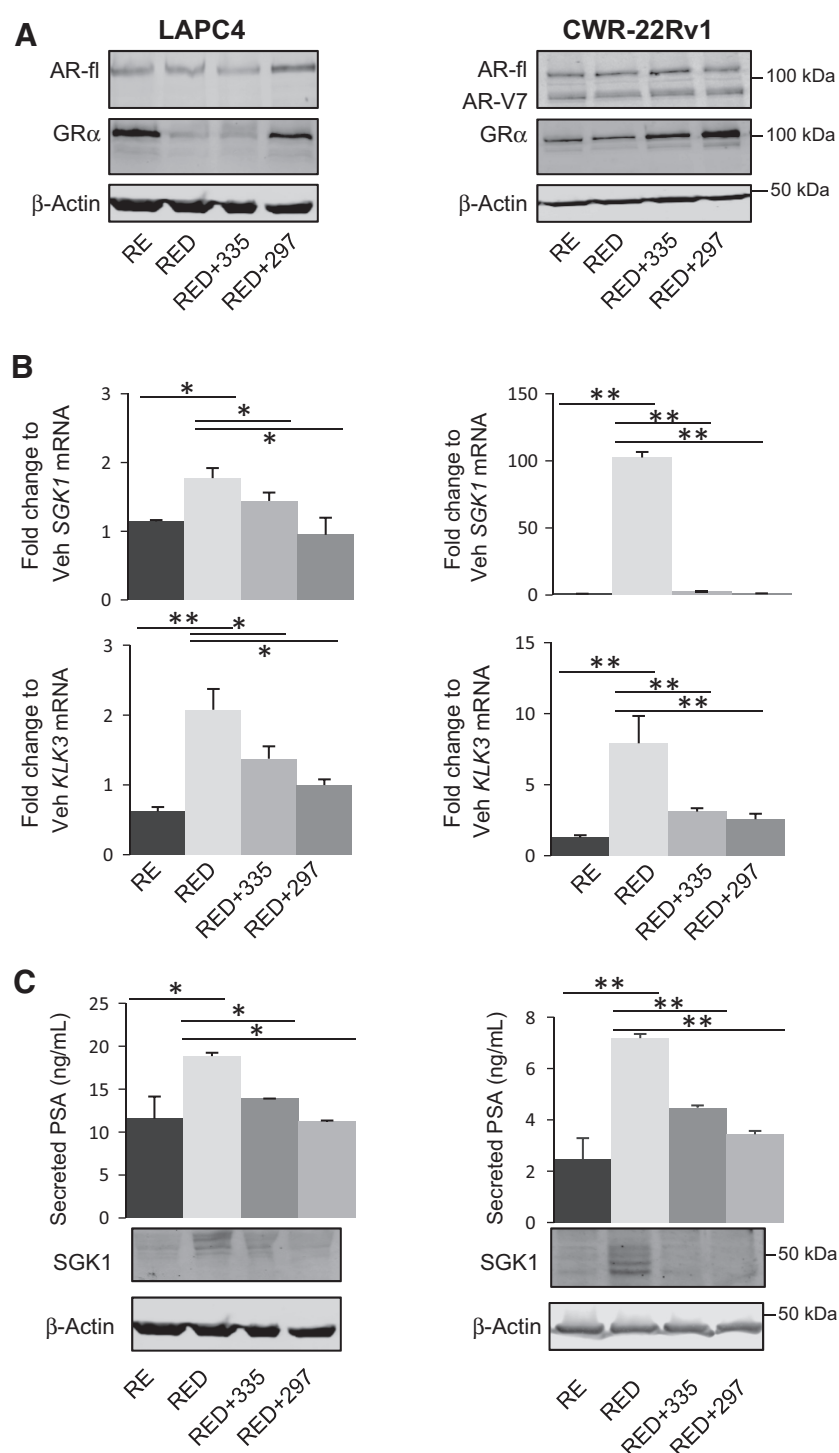 A
LAPC4
CWR-22Rv1
AR-fl
GRα
β-Actin
RE
RED
RED+335
RED+297
AR-fl
AR-V7
GRα
β-Actin
100 kDa
100 kDa
50 kDa
RE
RED
RED+335
RED+297
B
Fold change to
Veh SGK1 mRNA
3
2
1
0
*
*
*
Fold change to
Veh SGK1 mRNA
150
100
50
0
**
**
**
Fold change to
Veh KLK3 mRNA
3
2
1
0
**
*
*
RE
RED
RED+335
RED+297
Fold change to
Veh KLK3 mRNA
15
10
5
0
**
**
**
RE
RED
RED+335
RED+297
C
Secreted PSA (ng/mL)
25
20
15
10
5
0
*
*
*
SGK1
β-Actin
RE
RED
RED+335
RED+297
Secreted PSA (ng/mL)
8
6
4
2
0
**
**
**
SGK1
50 kDa
β-Actin
50 kDa
RE
RED
RED+335
RED+297